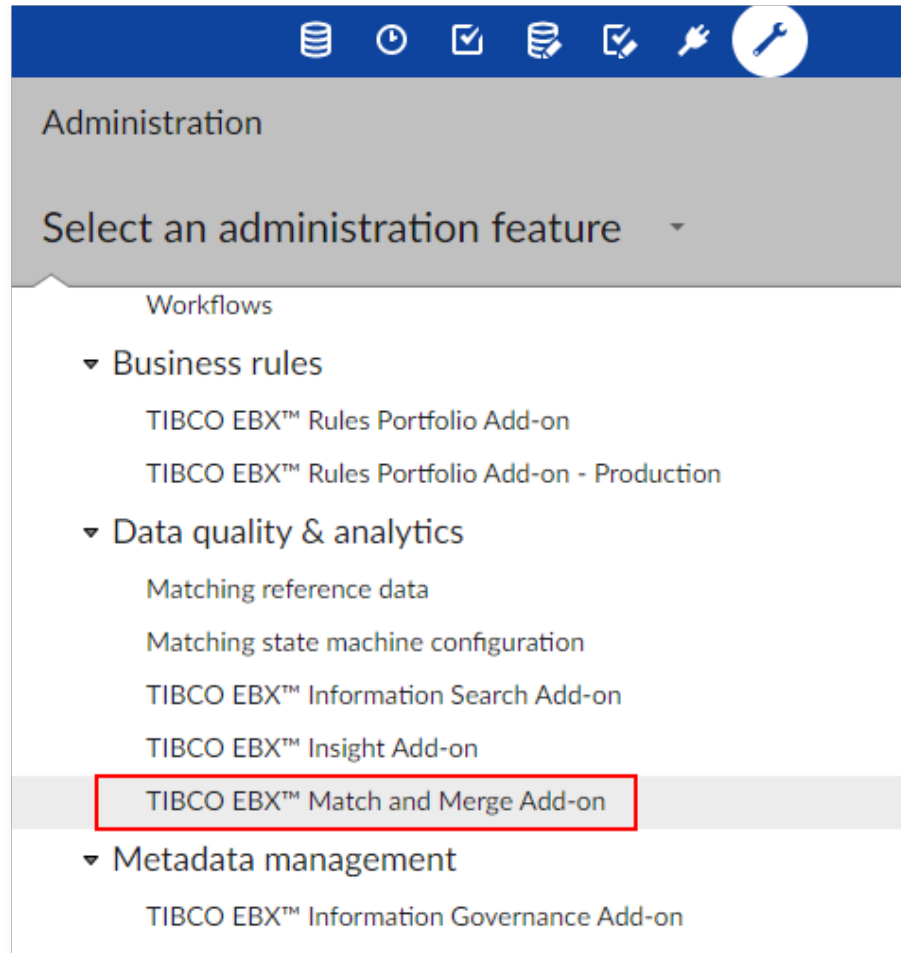 Administration
Select an administration feature
Workflows
Business rules
TIBCO EBX™ Rules Portfolio Add-on
TIBCO EBX™ Rules Portfolio Add-on - Production
Data quality & analytics
Matching reference data
Matching state machine configuration
TIBCO EBX™ Information Search Add-on
TIBCO EBX™ Insight Add-on
TIBCO EBX™ Match and Merge Add-on
Metadata management
TIBCO EBX™ Information Governance Add-on